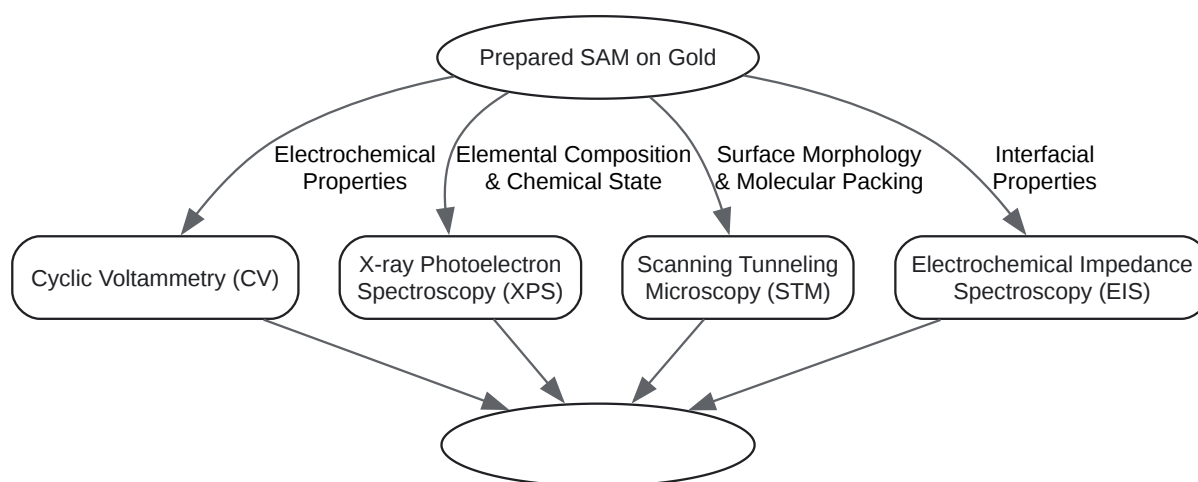 Prepared SAM on Gold
Electrochemical
Properties
Elemental Composition
& Chemical State
Surface Morphology
& Molecular Packing
Interfacial
Properties
Cyclic Voltammetry (CV)
X-ray Photoelectron
Spectroscopy (XPS)
Scanning Tunneling
Microscopy (STM)
Electrochemical Impedance
Spectroscopy (EIS)